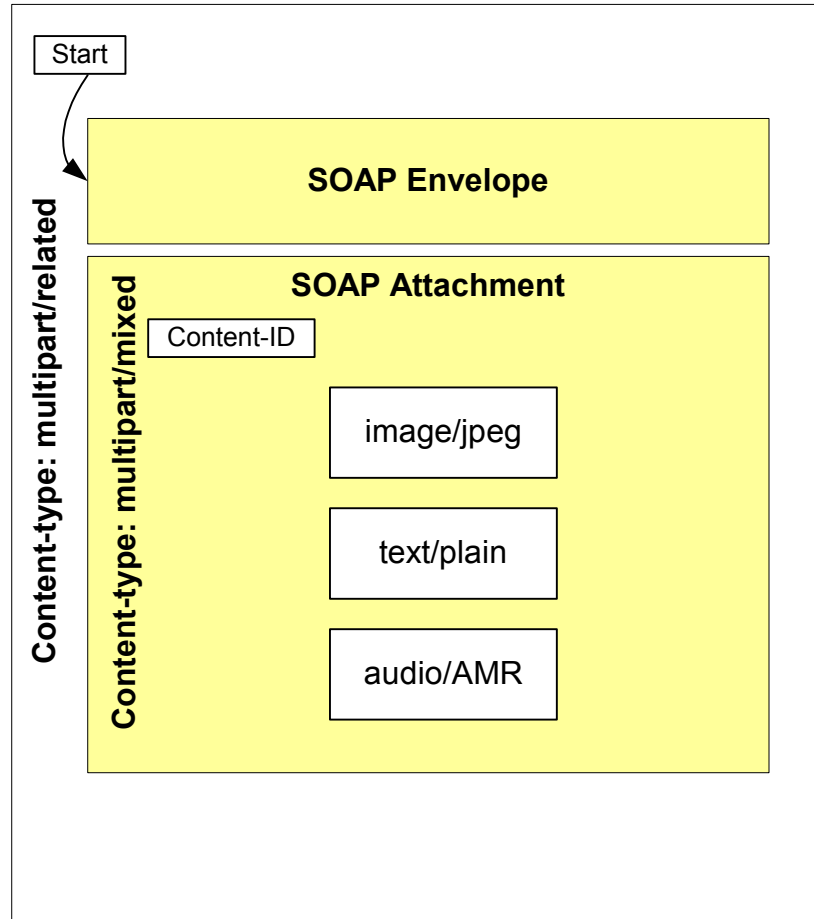 Start
SOAP Envelope
Content-type: multipart/related
SOAP Attachment
Content-type: multipart/mixed
Content-ID
image/jpeg
text/plain
audio/AMR